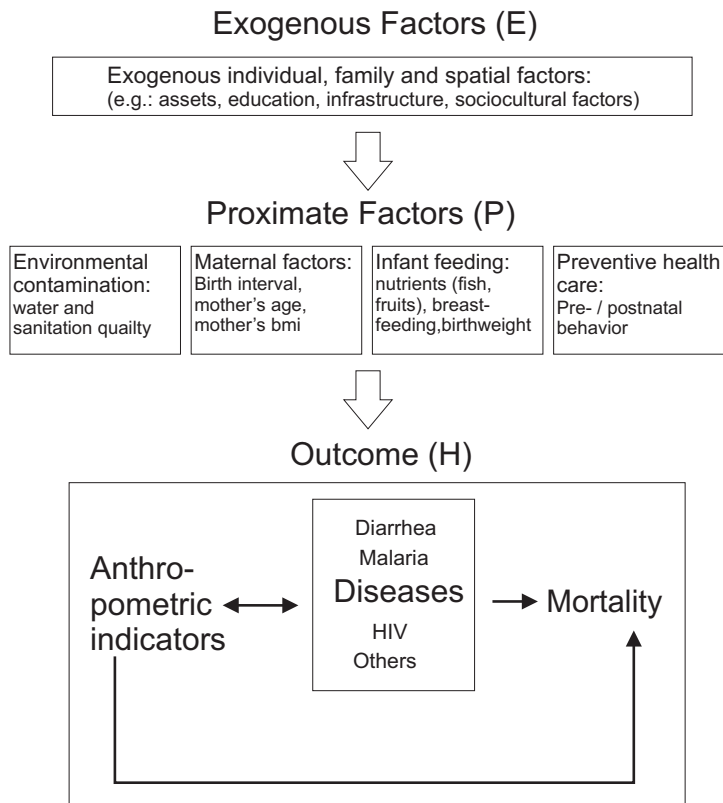 Exogenous Factors (E)
Exogenous individual, family and spatial factors:
(e.g.: assets, education, infrastructure, sociocultural factors)
Proximate Factors (P)
Environmental
contamination:
water and
sanitation quailty
Maternal factors:
Birth interval,
mother's age,
mother's bmi
Infant feeding:
nutrients (fish,
fruits), breast-
feeding,birthweight
Preventive health
care:
Pre- / postnatal
behavior
Outcome (H)
Anthro-
pometric
indicators
Diarrhea
Malaria
Diseases
HIV
Others
Mortality